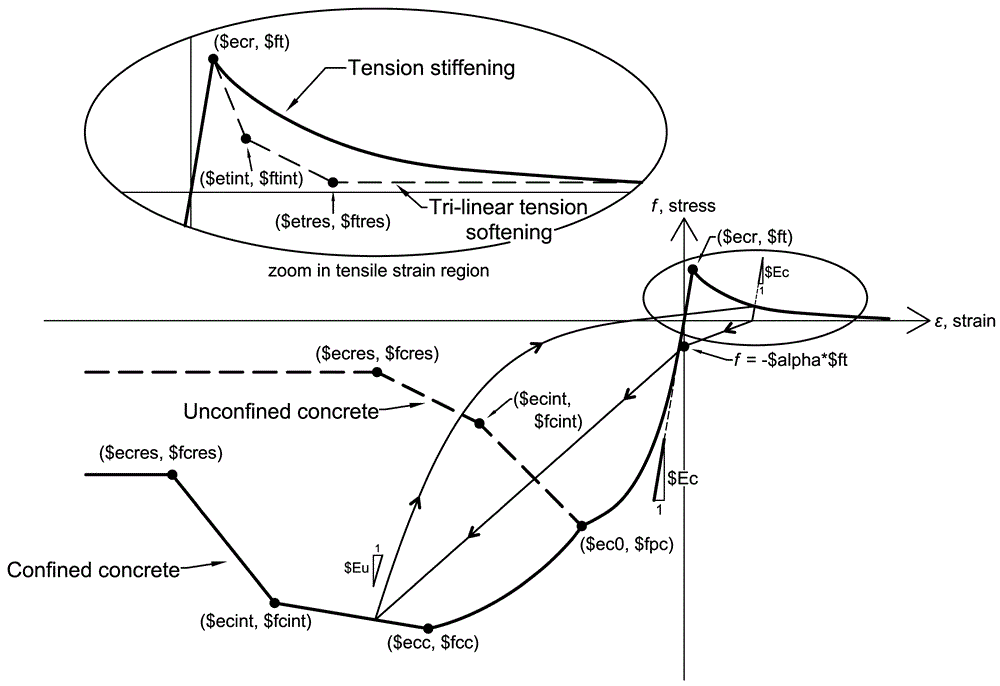 ($ecr, $ft)
Tension stiffening
($etint, $ftint)
($etres, $ftres)
Tri-linear tension
softening
zoom in tensile strain region
f, stress
($ecr, $ft)
$Ec
1
ε, strain
f = -$alpha*$ft
($ecres, $fcres)
Unconfined concrete
($ecint,
$fcint)
($ecres, $fcres)
$Ec
1
($ec0, $fpc)
1
$Eu
Confined concrete
($ecint, $fcint)
($ecc, $fcc)